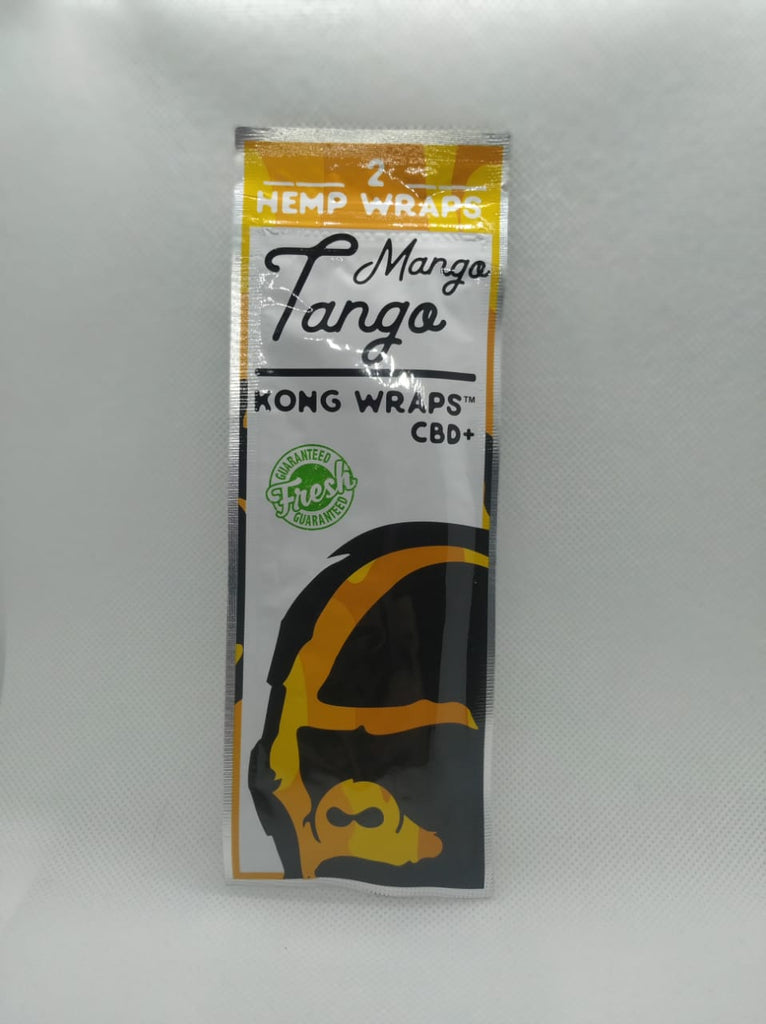 2
HEMP WRAPS
Mango
Tango
KONG WRAPS™
CBD+
GUARANTEED
Fresh
GUARANTEED